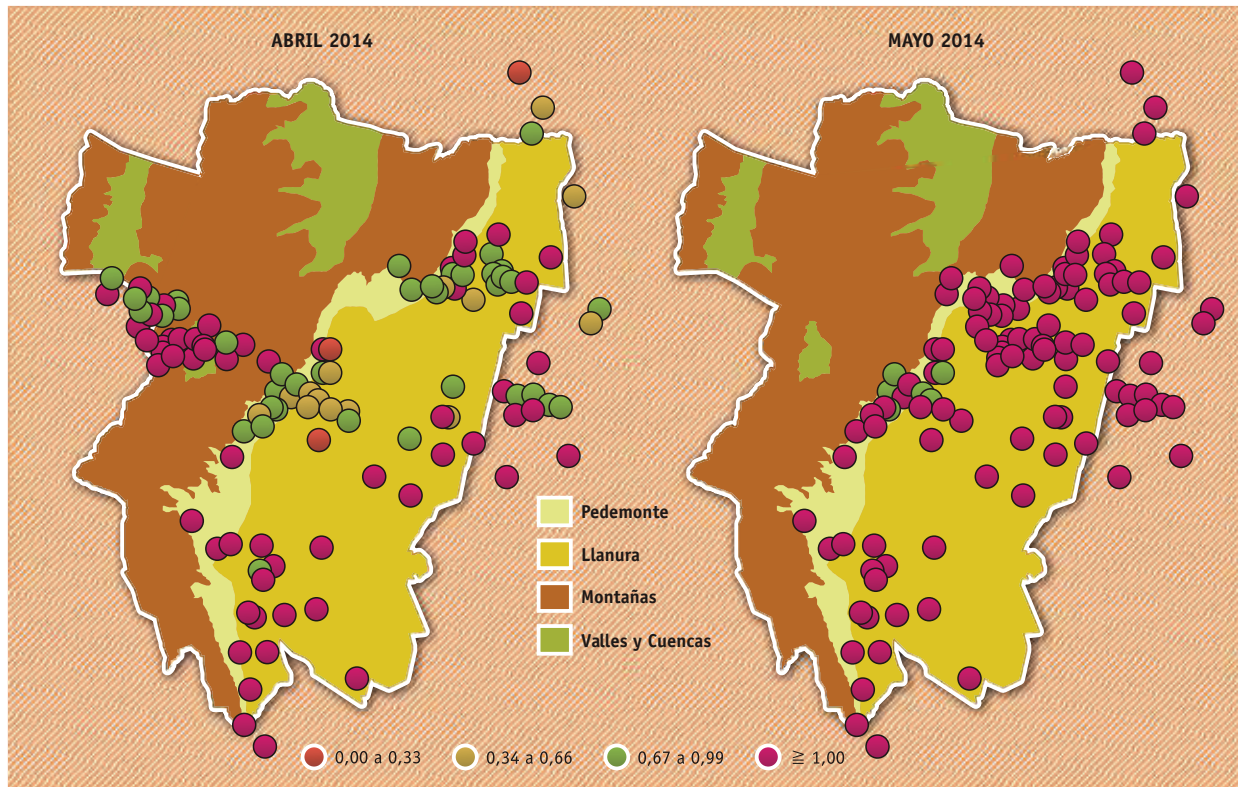 ABRIL 2014
MAYO 2014
Pedemonte
Llanura
Montañas
Valles y Cuencas
0,00 a 0,33
0,34 a 0,66
0,67 a 0,99
≧ 1,00